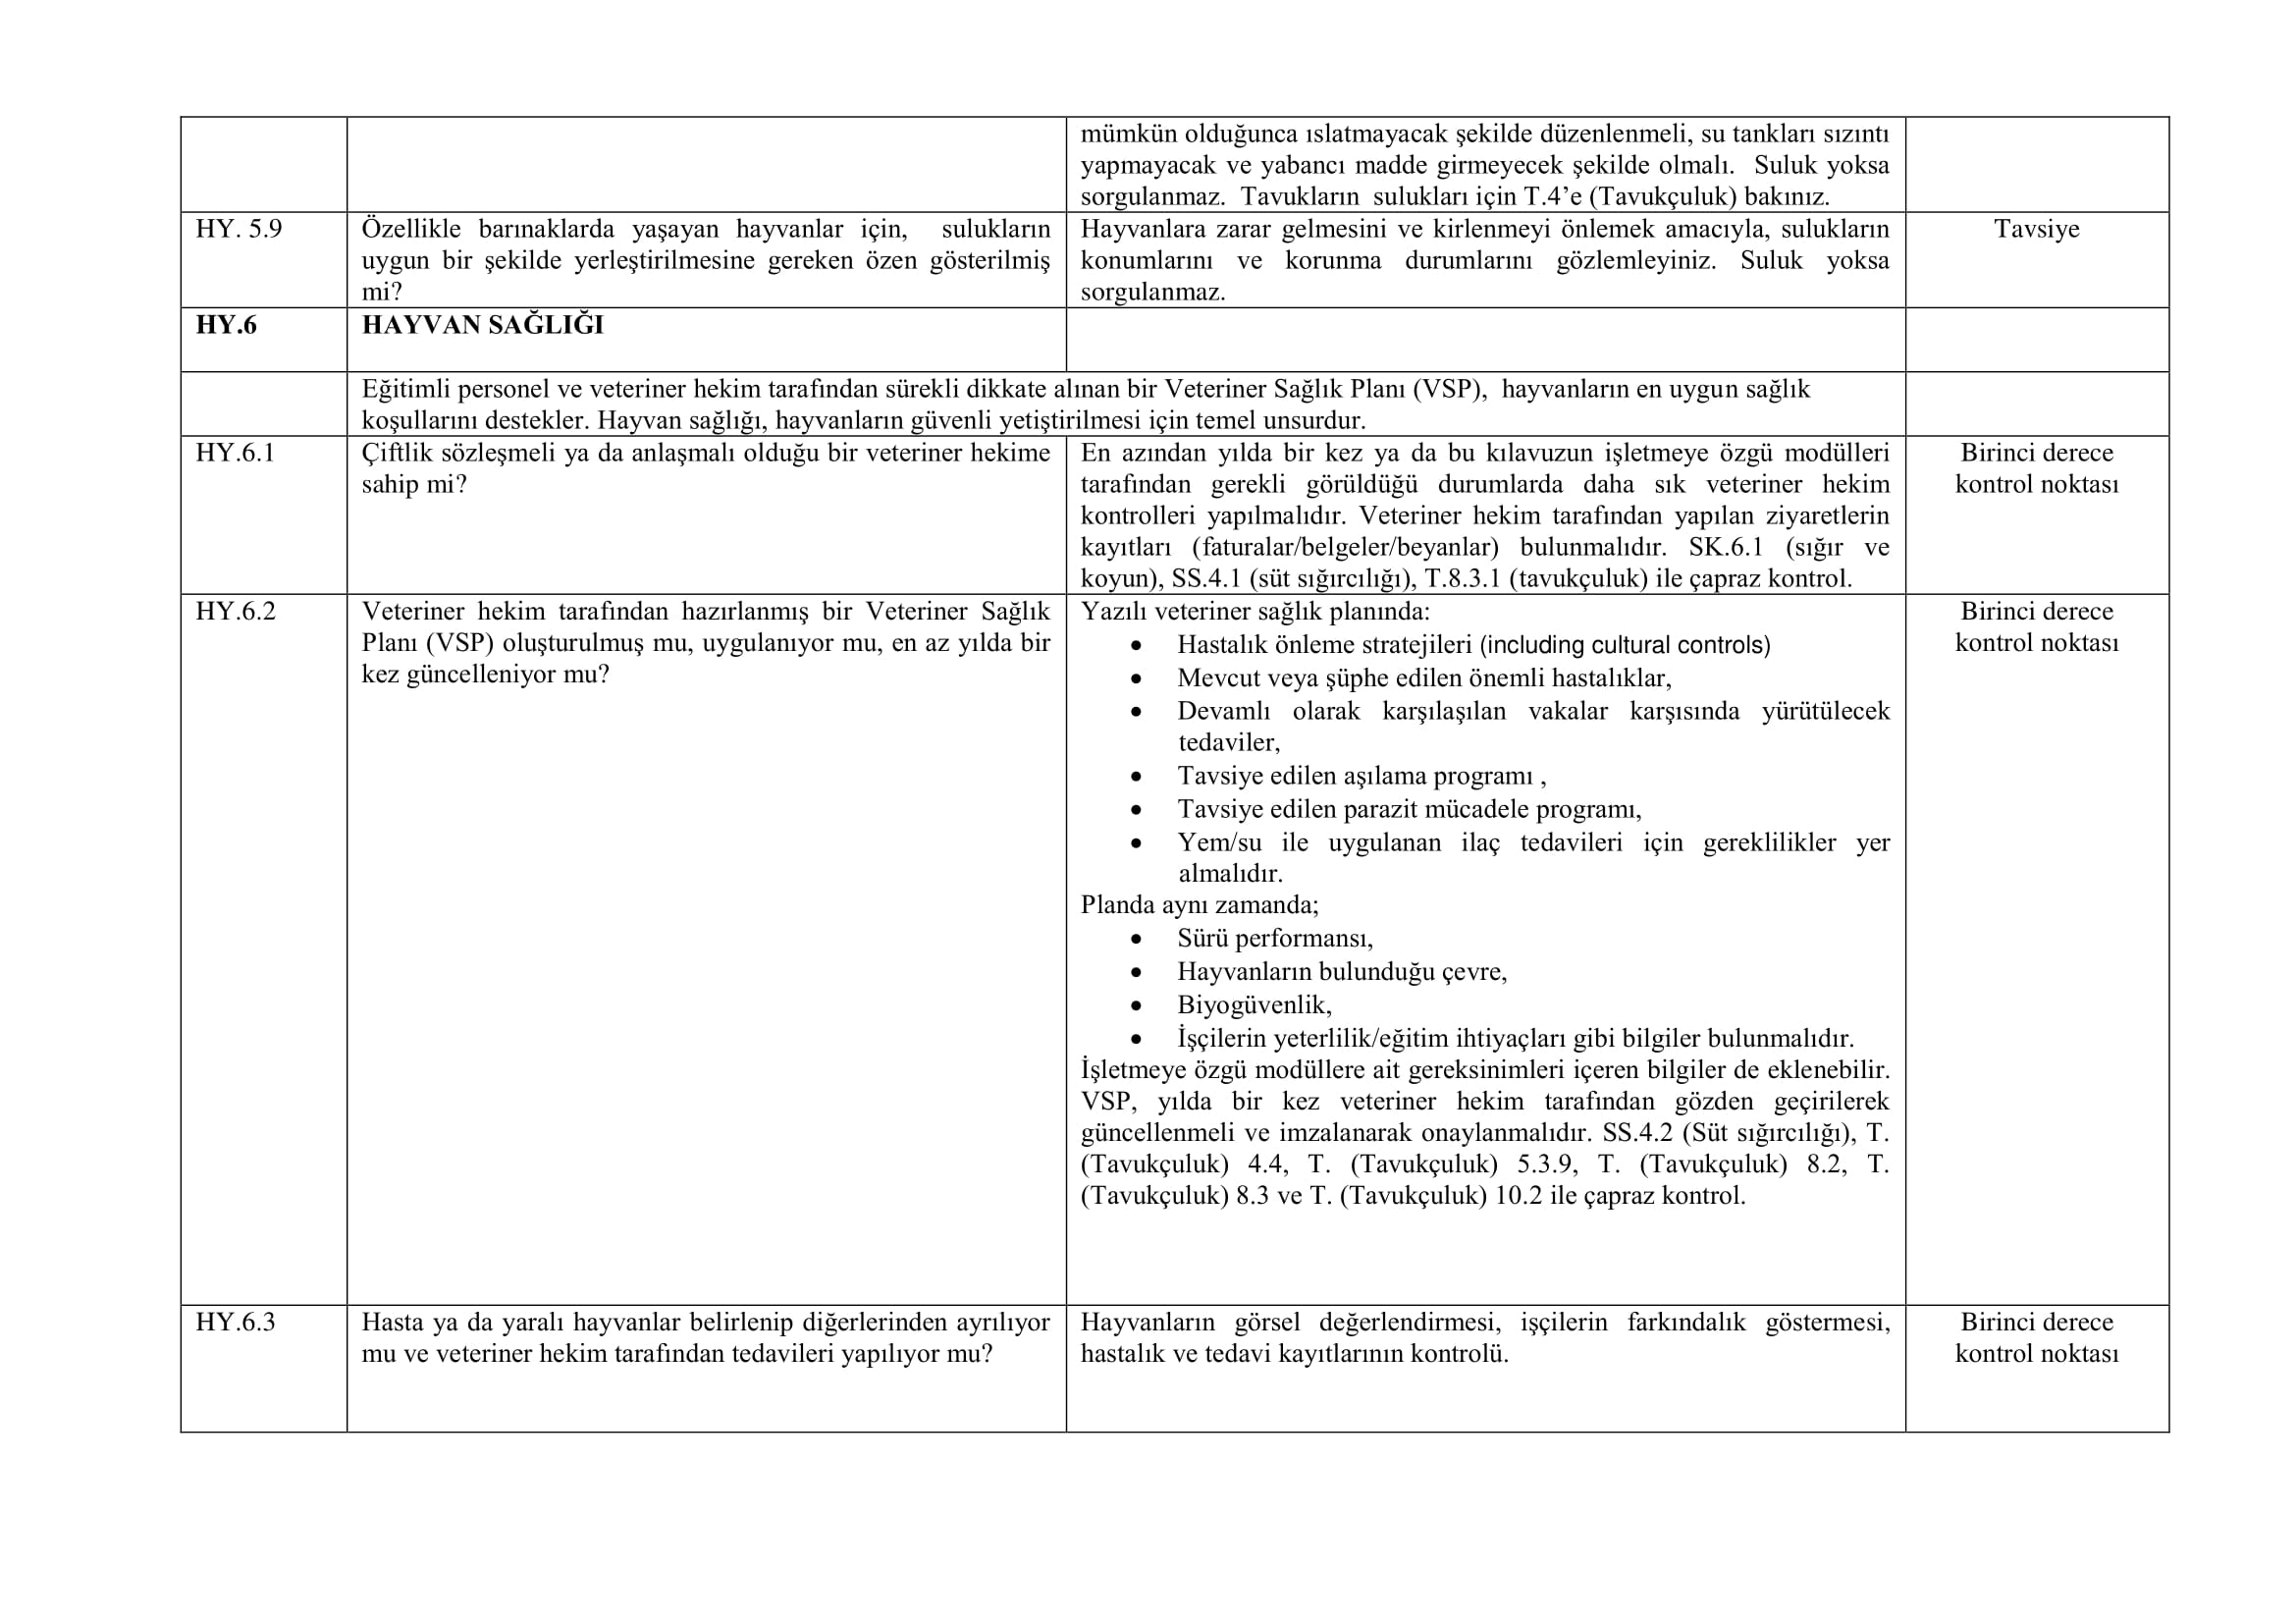 mümkün olduğunca ıslatmayacak şekilde düzenlenmeli, su tankları sızıntı
yapmayacak ve yabancı madde girmeyecek şekilde olmalı. Suluk yoksa
sorgulanmaz. Tavukların sulukları için T.4’e (Tavukçuluk) bakınız.
HY. 5.9
Özellikle barınaklarda yaşayan hayvanlar için, sulukların
uygun bir şekilde yerleştirilmesine gereken özen gösterilmiş
mi?
Hayvanlara zarar gelmesini ve kirlenmeyi önlemek amacıyla, sulukların
konumlarını ve korunma durumlarını gözlemleyiniz. Suluk yoksa
sorgulanmaz.
Tavsiye
HY.6
HAYVAN SAĞLIĞI
Eğitimli personel ve veteriner hekim tarafından sürekli dikkate alınan bir Veteriner Sağlık Planı (VSP), hayvanların en uygun sağlık
koşullarını destekler. Hayvan sağlığı, hayvanların güvenli yetiştirilmesi için temel unsurdur.
HY.6.1
Çiftlik sözleşmeli ya da anlaşmalı olduğu bir veteriner hekime
sahip mi?
En azından yılda bir kez ya da bu kılavuzun işletmeye özgü modülleri
tarafından gerekli görüldüğü durumlarda daha sık veteriner hekim
kontrolleri yapılmalıdır. Veteriner hekim tarafından yapılan ziyaretlerin
kayıtları (faturalar/belgeler/beyanlar) bulunmalıdır. SK.6.1 (sığır ve
koyun), SS.4.1 (süt sığırcılığı), T.8.3.1 (tavukçuluk) ile çapraz kontrol.
Birinci derece
kontrol noktası
HY.6.2
Veteriner hekim tarafından hazırlanmış bir Veteriner Sağlık
Planı (VSP) oluşturulmuş mu, uygulanıyor mu, en az yılda bir
kez güncelleniyor mu?
Yazılı veteriner sağlık planında:
• Hastalık önleme stratejileri (including cultural controls)
• Mevcut veya şüphe edilen önemli hastalıklar,
• Devamlı olarak karşılaşılan vakalar karşısında yürütülecek
tedaviler,
• Tavsiye edilen aşılama programı ,
• Tavsiye edilen parazit mücadele programı,
• Yem/su ile uygulanan ilaç tedavileri için gereklilikler yer
almalıdır.
Planda aynı zamanda;
• Sürü performansı,
• Hayvanların bulunduğu çevre,
• Biyogüvenlik,
• İşçilerin yeterlilik/eğitim ihtiyaçları gibi bilgiler bulunmalıdır.
İşletmeye özgü modüllere ait gereksinimleri içeren bilgiler de eklenebilir.
VSP, yılda bir kez veteriner hekim tarafından gözden geçirilerek
güncellenmeli ve imzalanarak onaylanmalıdır. SS.4.2 (Süt sığırcılığı), T.
(Tavukçuluk) 4.4, T. (Tavukçuluk) 5.3.9, T. (Tavukçuluk) 8.2, T.
(Tavukçuluk) 8.3 ve T. (Tavukçuluk) 10.2 ile çapraz kontrol.
Birinci derece
kontrol noktası
HY.6.3
Hasta ya da yaralı hayvanlar belirlenip diğerlerinden ayrılıyor
mu ve veteriner hekim tarafından tedavileri yapılıyor mu?
Hayvanların görsel değerlendirmesi, işçilerin farkındalık göstermesi,
hastalık ve tedavi kayıtlarının kontrolü.
Birinci derece
kontrol noktası